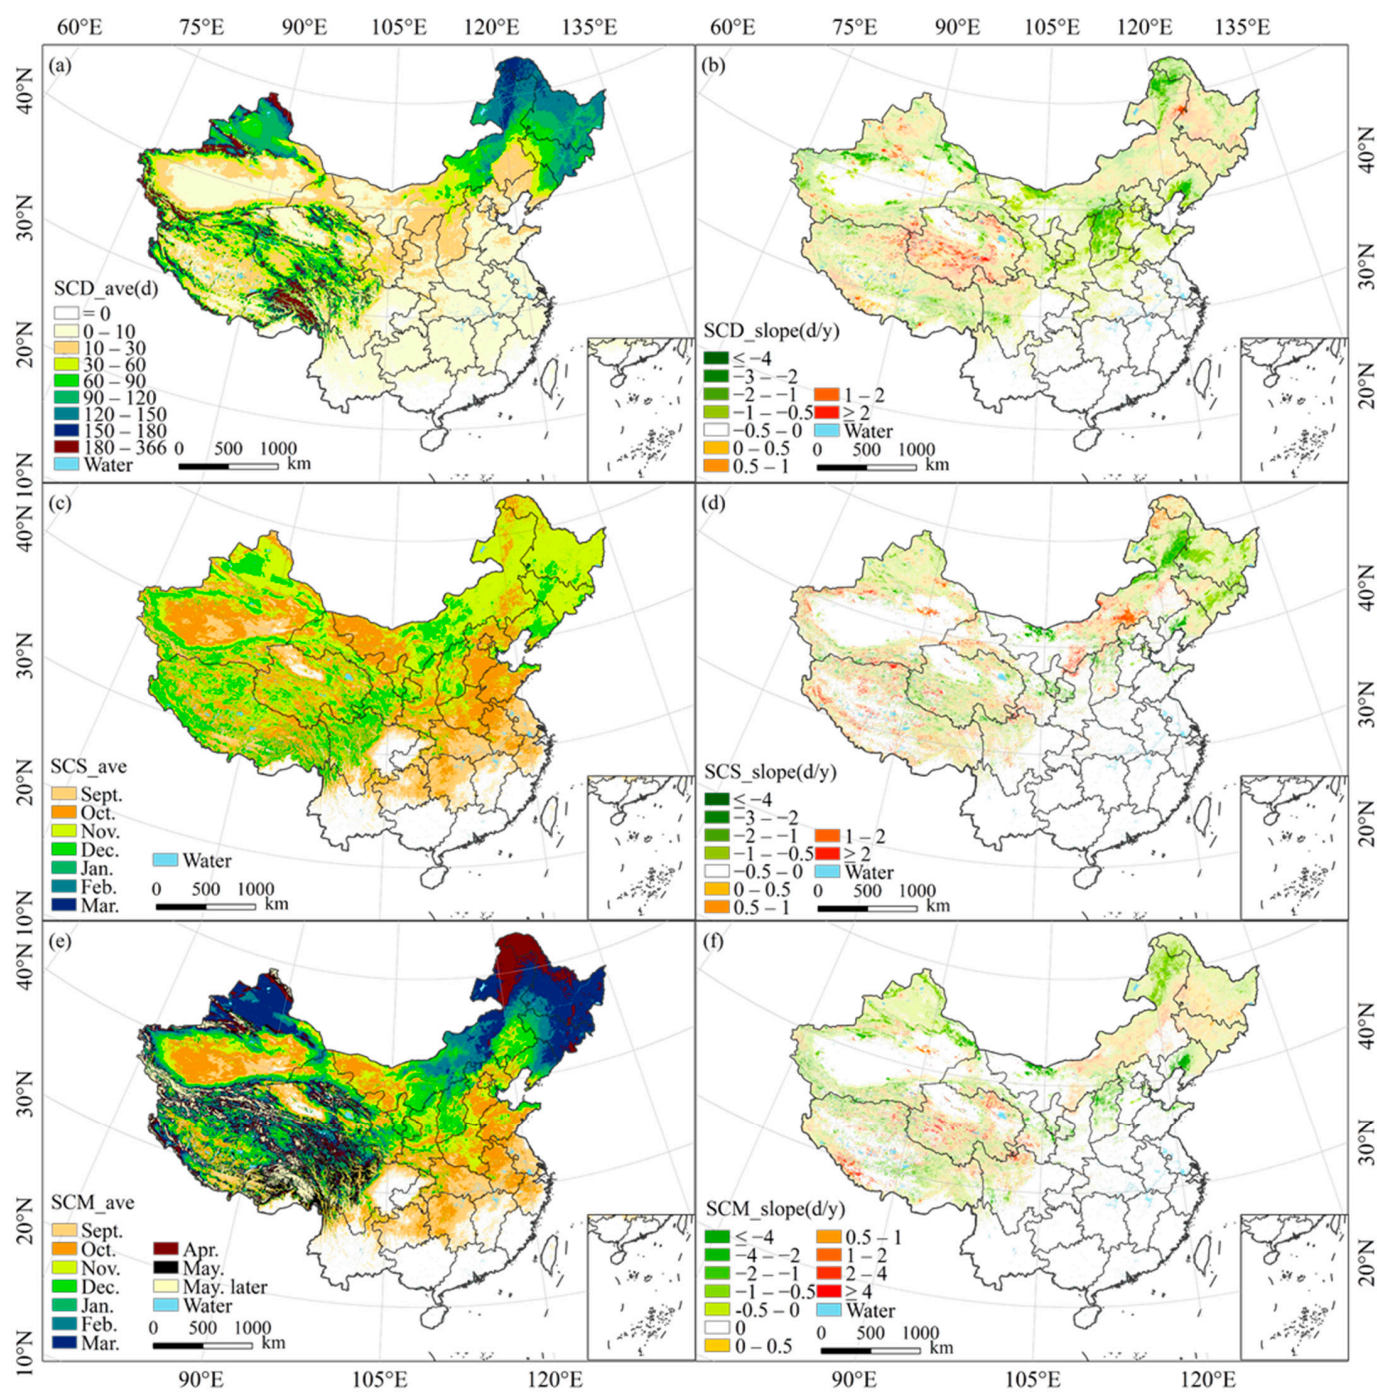 60°E 75°E 90°E 105°E 120°E 135°E 60°E 75°E 90°E 105°E 120°E 135°E
40°N
30°N
20°N
10°N
(a)
SCD_ave(d)
= 0
0 – 10
10 – 30
30 – 60
60 – 90
90 – 120
120 – 150
150 – 180
180 – 366
Water
0 500 1000
km
(b)
SCD_slope(d/y)
≤ −4
−3 – −2
−2 – −1
−1 – −0.5
−0.5 – 0
0 – 0.5
0.5 – 1
1 – 2
≥ 2
Water
0 500 1000
km
40°N
30°N
20°N
40°N
30°N
20°N
10°N
(c)
SCS_ave
Sept.
Oct.
Nov.
Dec.
Jan.
Feb.
Mar.
Water
0 500 1000
km
(d)
SCS_slope(d/y)
≤ −4
−3 – −2
−2 – −1
−1 – −0.5
−0.5 – 0
0 – 0.5
0.5 – 1
1 – 2
≥ 2
Water
0 500 1000
km
40°N
30°N
20°N
40°N
30°N
20°N
10°N
(e)
SCM_ave
Sept.
Oct.
Nov.
Dec.
Jan.
Feb.
Mar.
Apr.
May.
May. later
Water
0 500 1000
km
(f)
SCM_slope(d/y)
≤ −4
−4 – −2
−2 – −1
−1 – −0.5
-0.5 – 0
0
0 – 0.5
0.5 – 1
1 – 2
2 – 4
≥ 4
Water
0 500 1000
km
40°N
30°N
20°N
90°E 105°E 120°E 90°E 105°E 120°E